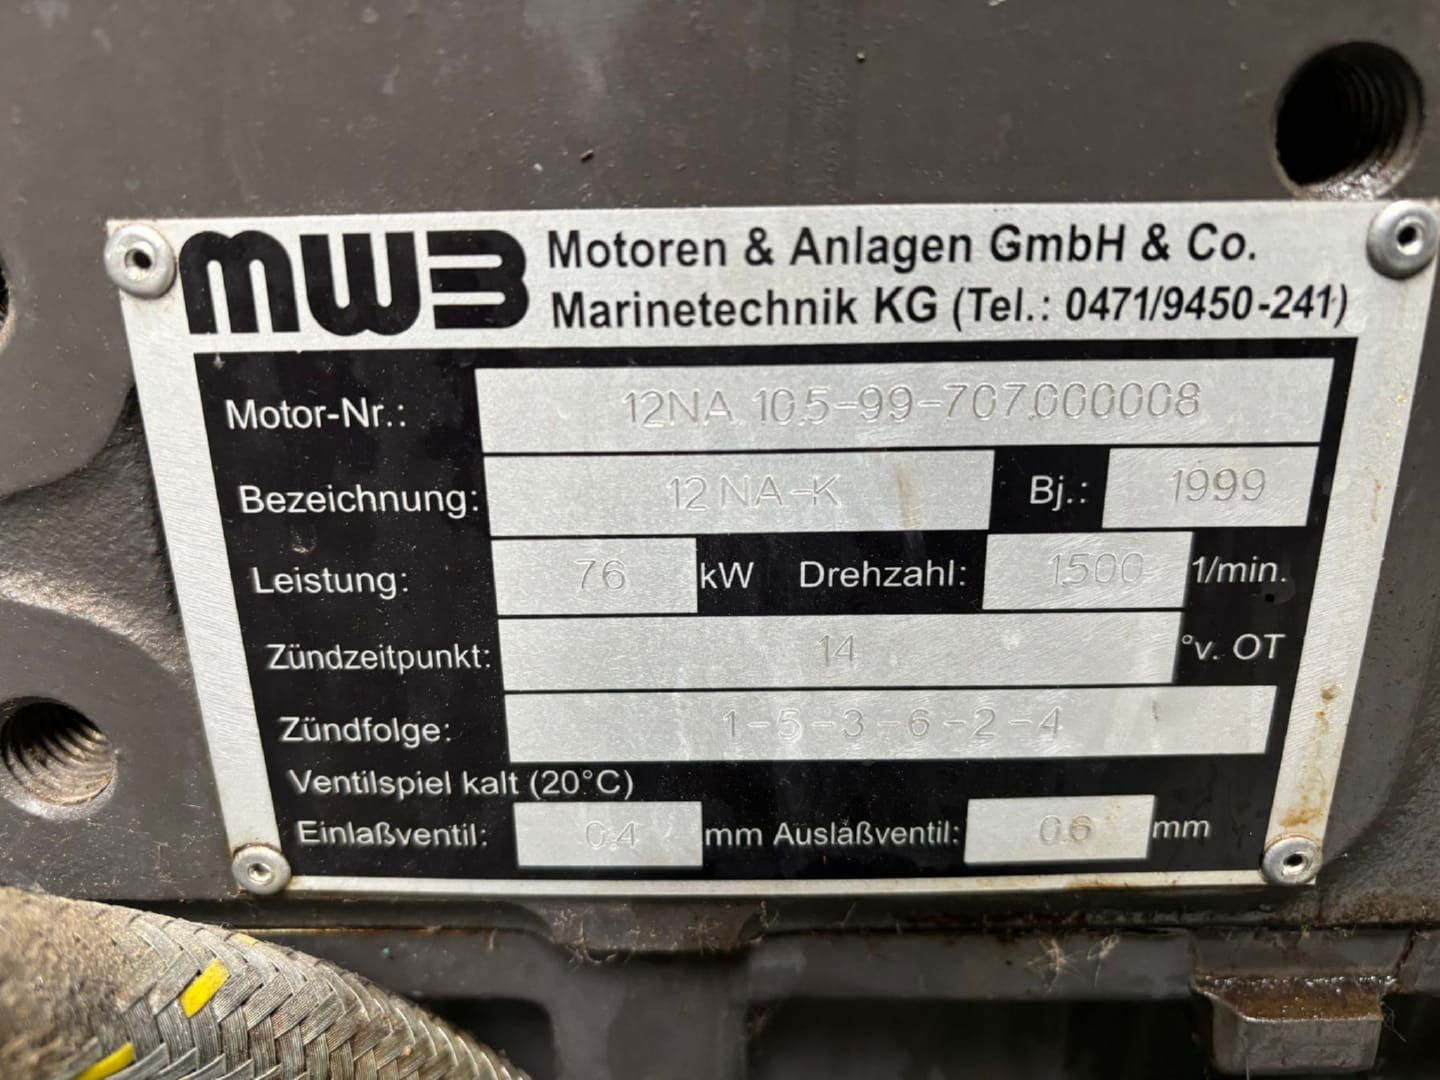 MWB Motoren & Anlagen GmbH & Co.
Marinetechnik KG (Tel.: 0471/9450-241)
Motor-Nr.: 12NA 105-99-707000008
Bezeichnung: 12 NA-K Bj.: 1999
Leistung: 76 kW Drehzahl: 1500 1/min.
Zündzeitpunkt: 14 °v. OT
Zündfolge: 1-5-3-6-2-4
Ventilspiel kalt (20°C)
Einlaßventil: 0.4 mm Auslaßventil: 0.6 mm